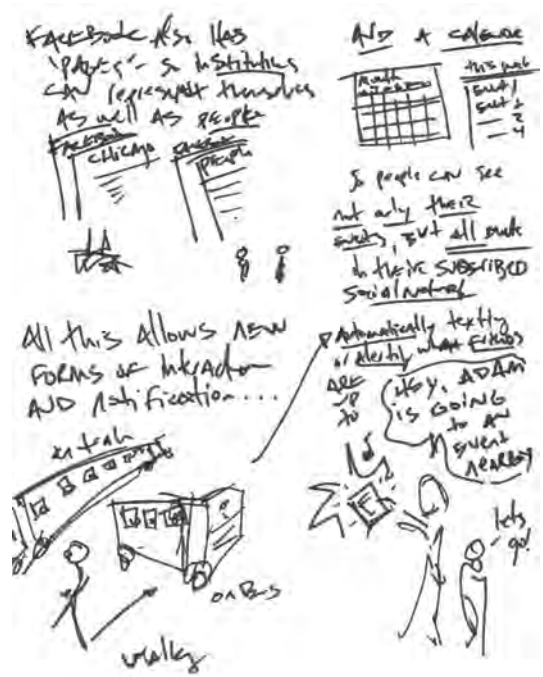 FACEBOOK Also HAS
"PAGES" - so Institutions
CAN represent themselves
AS well AS PEOPLE
FACEBOOK
CHICAGO
FACEBOOK
PEOPLE
All this Allows NEW
FORMS OF Interaction
AND Notification....
on train
on Bus
walking
AND A CALENDAR
Month
this week
EVENT 1
EVENT 2
3
4
So people can see
not only their
events, BUT all events
in their SUBSCRIBED
Social Network
Automatically texting
or alerting what FRIENDS
ARE
UP
TO
Hey, ADAM
is GOING
to AN
EVENT
nearby
E
lets
go!